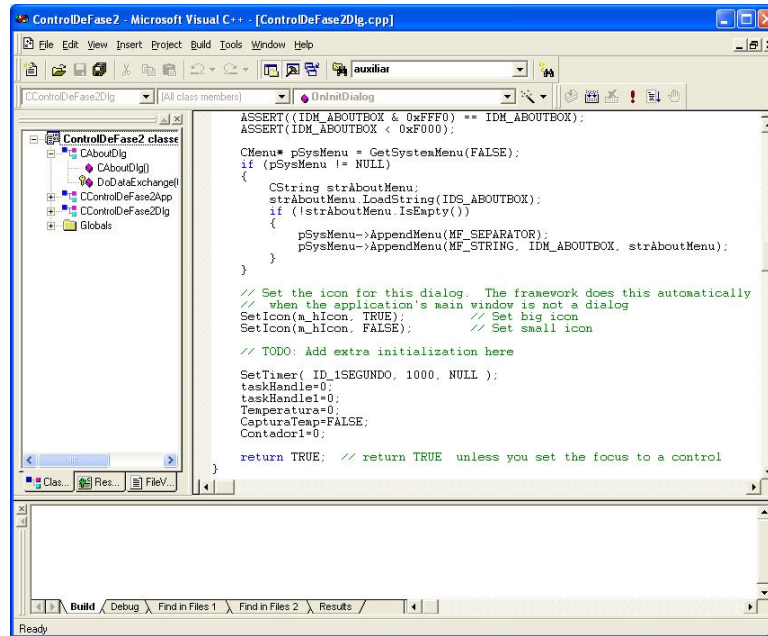 ControlDeFase2 - Microsoft Visual C++ - [ControlDeFase2Dlg.cpp]
File Edit View Insert Project Build Tools Window Help
auxiliar
CControlDeFase2Dlg (All class members) OnInitDialog
ControlDeFase2 classe
CAboutDlg
CAboutDlg()
DoDataExchange(
CControlDeFase2App
CControlDeFase2Dlg
Globals
Clas... Res... FileV...
ASSERT((IDM_ABOUTBOX & 0xFFF0) == IDM_ABOUTBOX);
ASSERT(IDM_ABOUTBOX < 0xF000);
CMenu* pSysMenu = GetSystemMenu(FALSE);
if (pSysMenu != NULL)
{
CString strAboutMenu;
strAboutMenu.LoadString(IDS_ABOUTBOX);
if (!strAboutMenu.IsEmpty())
{
pSysMenu->AppendMenu(MF_SEPARATOR);
pSysMenu->AppendMenu(MF_STRING, IDM_ABOUTBOX, strAboutMenu);
}
}
// Set the icon for this dialog. The framework does this automatically
// when the application's main window is not a dialog
SetIcon(m_hIcon, TRUE); // Set big icon
SetIcon(m_hIcon, FALSE); // Set small icon
// TODO: Add extra initialization here
SetTimer( ID_1SEGUNDO, 1000, NULL );
taskHandle=0;
taskHandle1=0;
Temperatura=0;
CapturaTemp=FALSE;
Contador1=0;
return TRUE; // return TRUE unless you set the focus to a control
}
Build Debug Find in Files 1 Find in Files 2 Results
Ready